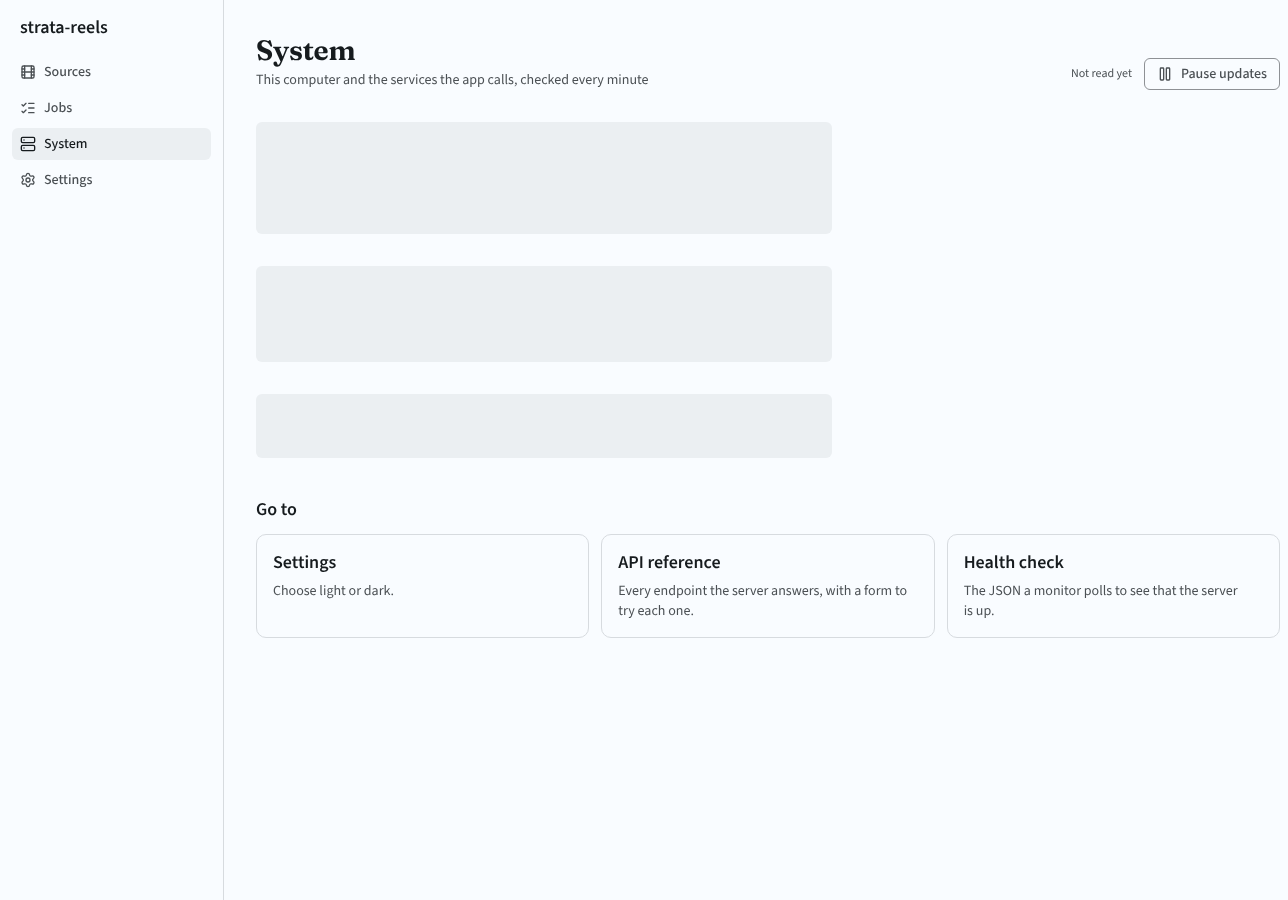 strata-reels
Sources
Jobs
System
Settings
System
This computer and the services the app calls, checked every minute
Not read yet
Pause updates
Go to
Settings
Choose light or dark.
API reference
Every endpoint the server answers, with a form to
try each one.
Health check
The JSON a monitor polls to see that the server
is up.